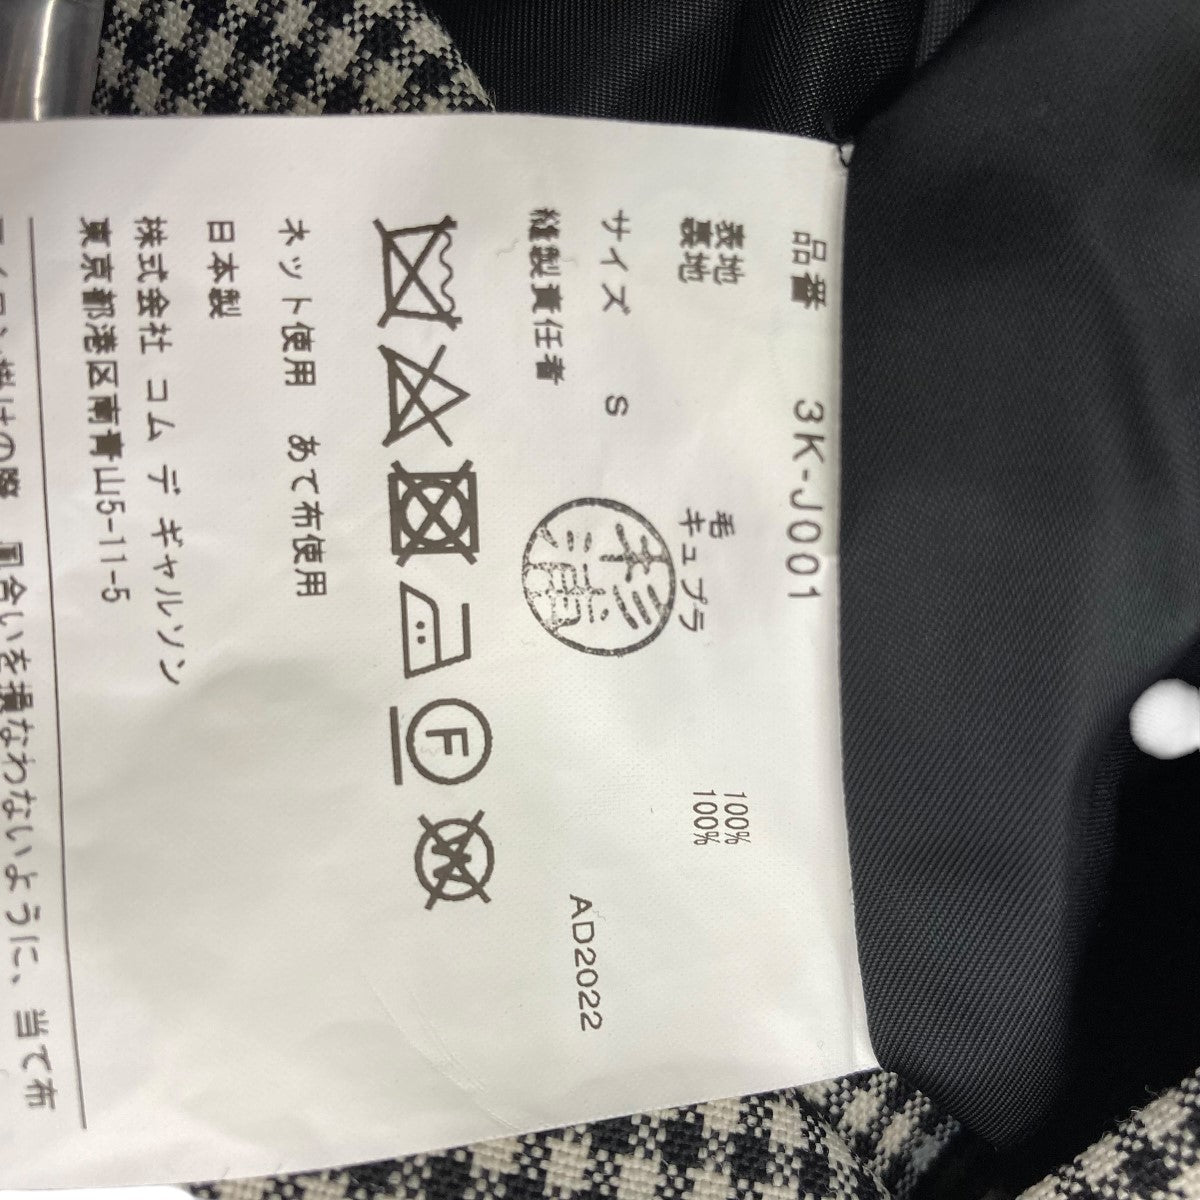 品番 3K-J001
表地 毛 100%
裏地 キュプラ 100%
サイズ S
AD2022
縫製責任者
F
W
ネット使用 あて布使用
日本製
株式会社 コム デ ギャルソン
東京都港区南青山5-11-5
風合いを損なわないように、当て布